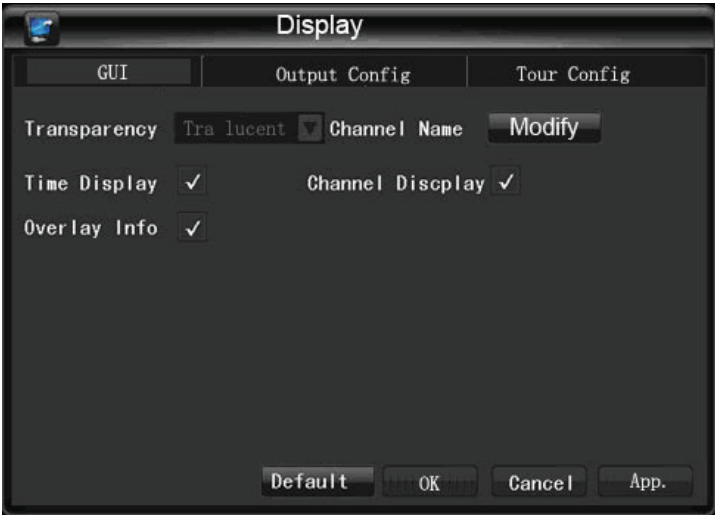 Display
GUI Output Config Tour Config
Transparency Tra lucent Channel Name Modify
Time Display Channel Discplay
Overlay Info
Default OK Cancel App.